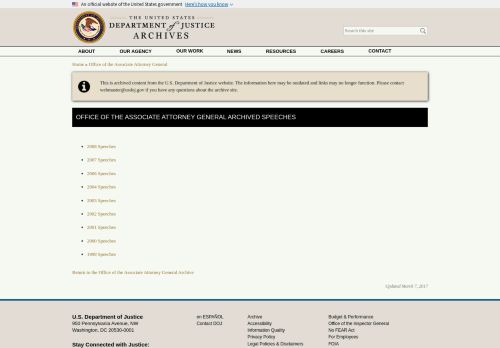 An official website of the United States government Here's how you know
THE UNITED STATES
DEPARTMENT of JUSTICE
ARCHIVES
Search this site
ABOUT OUR AGENCY OUR WORK NEWS RESOURCES CAREERS CONTACT
Home » Office of the Associate Attorney General
This is archived content from the U.S. Department of Justice website. The information here may be outdated and links may no longer function. Please contact
webmaster@usdoj.gov if you have any questions about the archive site.
OFFICE OF THE ASSOCIATE ATTORNEY GENERAL ARCHIVED SPEECHES
2008 Speeches
2007 Speeches
2006 Speeches
2004 Speeches
2003 Speeches
2002 Speeches
2001 Speeches
2000 Speeches
Speeches
Return to the Office of the Associate Attorney General Archive
Updated March 7, 2017
U.S. Department of Justice
950 Pennsylvania Avenue, NW
Washington, DC 20530-0001
Stay Connected with Justice:
en ESPAÑOL
Contact DOJ
Archive
Accessibility
Information Quality
Privacy Policy
Legal Policies & Disclaimers
Budget & Performance
Office of the Inspector General
No FEAR Act
For Employees
FOIA